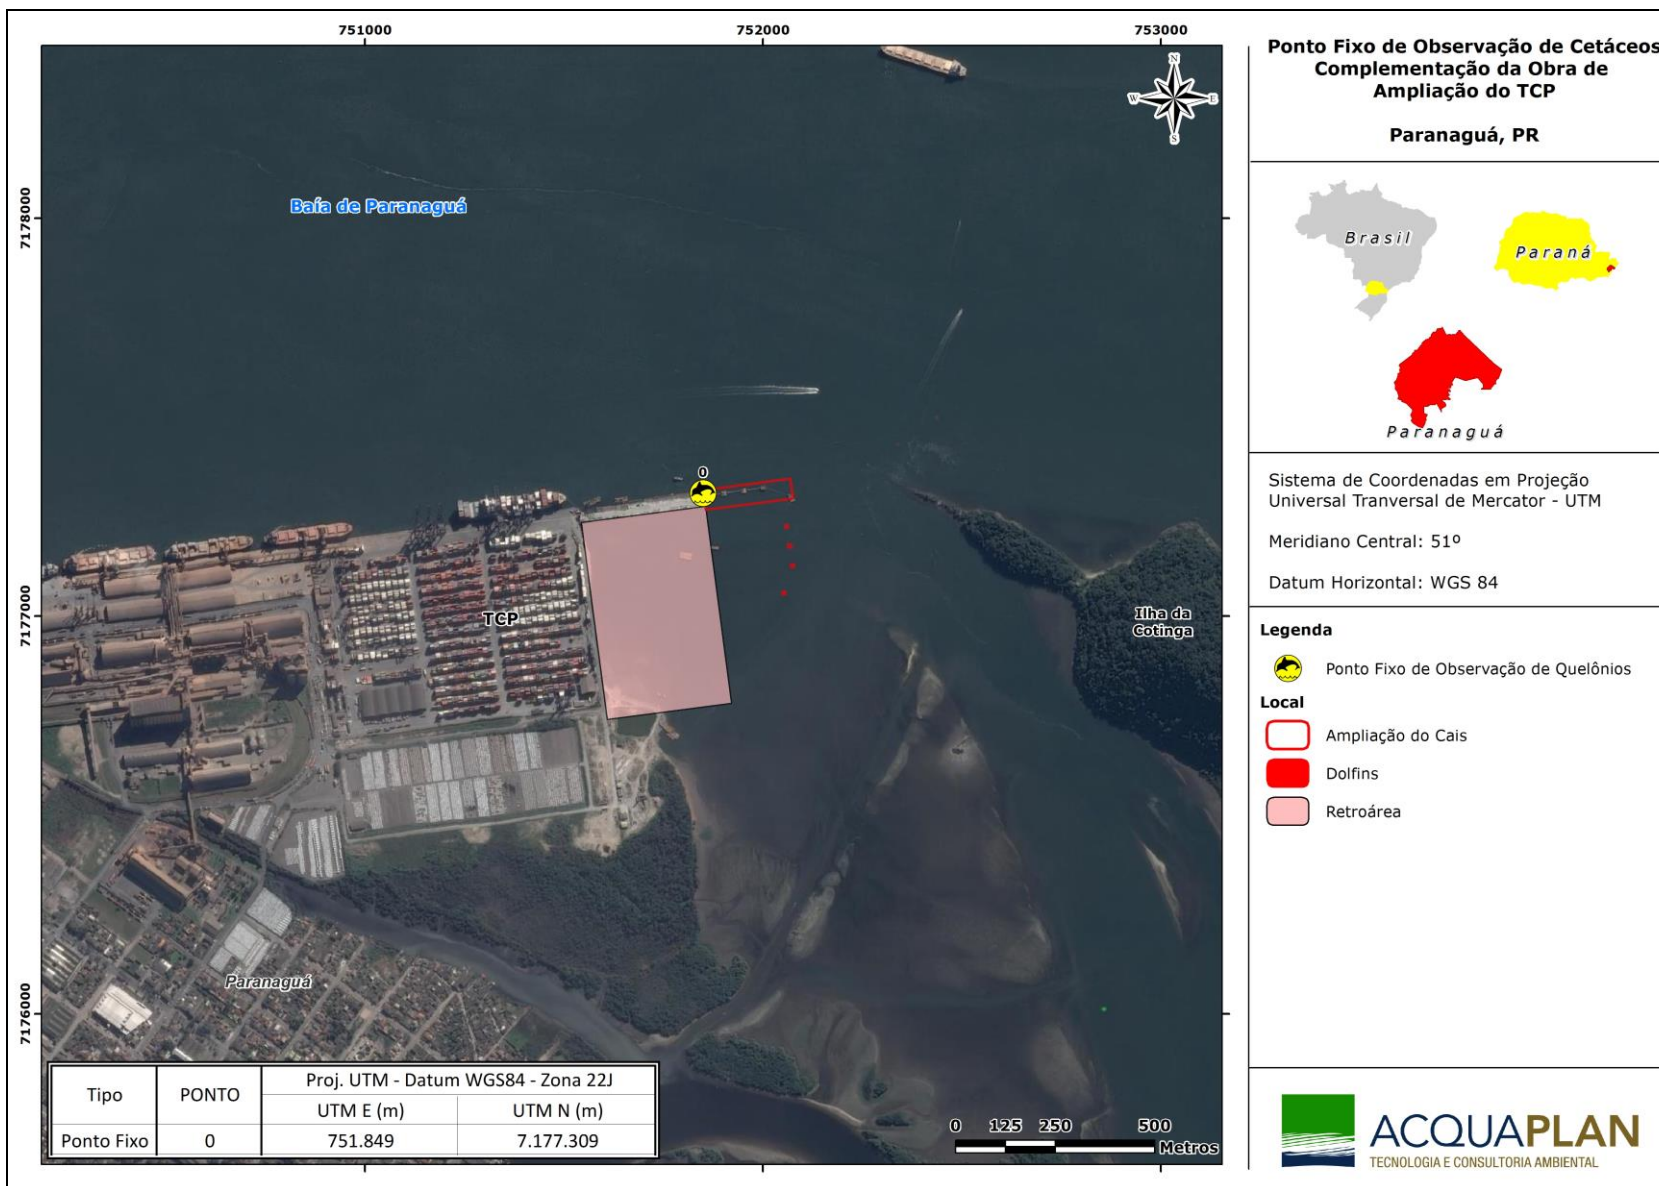 751000
752000
753000
7178000
7177000
7176000
N
W
E
S
Baía de Paranaguá
0
TCP
Ilha da
Cotinga
Paranaguá
Tipo
PONTO
Proj. UTM - Datum WGS84 - Zona 22J
UTM E (m)
UTM N (m)
Ponto Fixo
0
751.849
7.177.309
0
125
250
500
Metros
Ponto Fixo de Observação de Cetáceos
Complementação da Obra de
Ampliação do TCP
Paranaguá, PR
Brasil
Paraná
Paranaguá
Sistema de Coordenadas em Projeção
Universal Tranversal de Mercator - UTM
Meridiano Central: 51º
Datum Horizontal: WGS 84
Legenda
Ponto Fixo de Observação de Quelônios
Local
Ampliação do Cais
Dolfins
Retroárea
ACQUAPLAN
TECNOLOGIA E CONSULTORIA AMBIENTAL